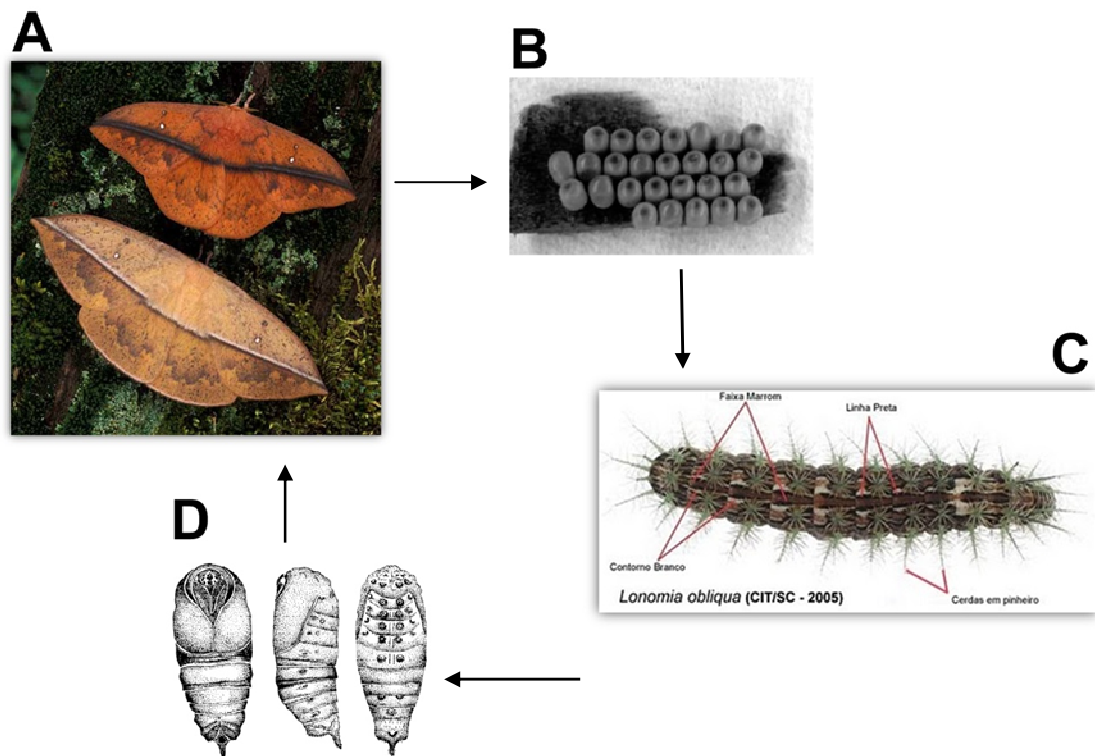 A
B
C
Faixa Marrom
Linha Preta
Contorno Branco
Lonomia obliqua (CIT/SC - 2005)
Cerdas em pinheiro
D